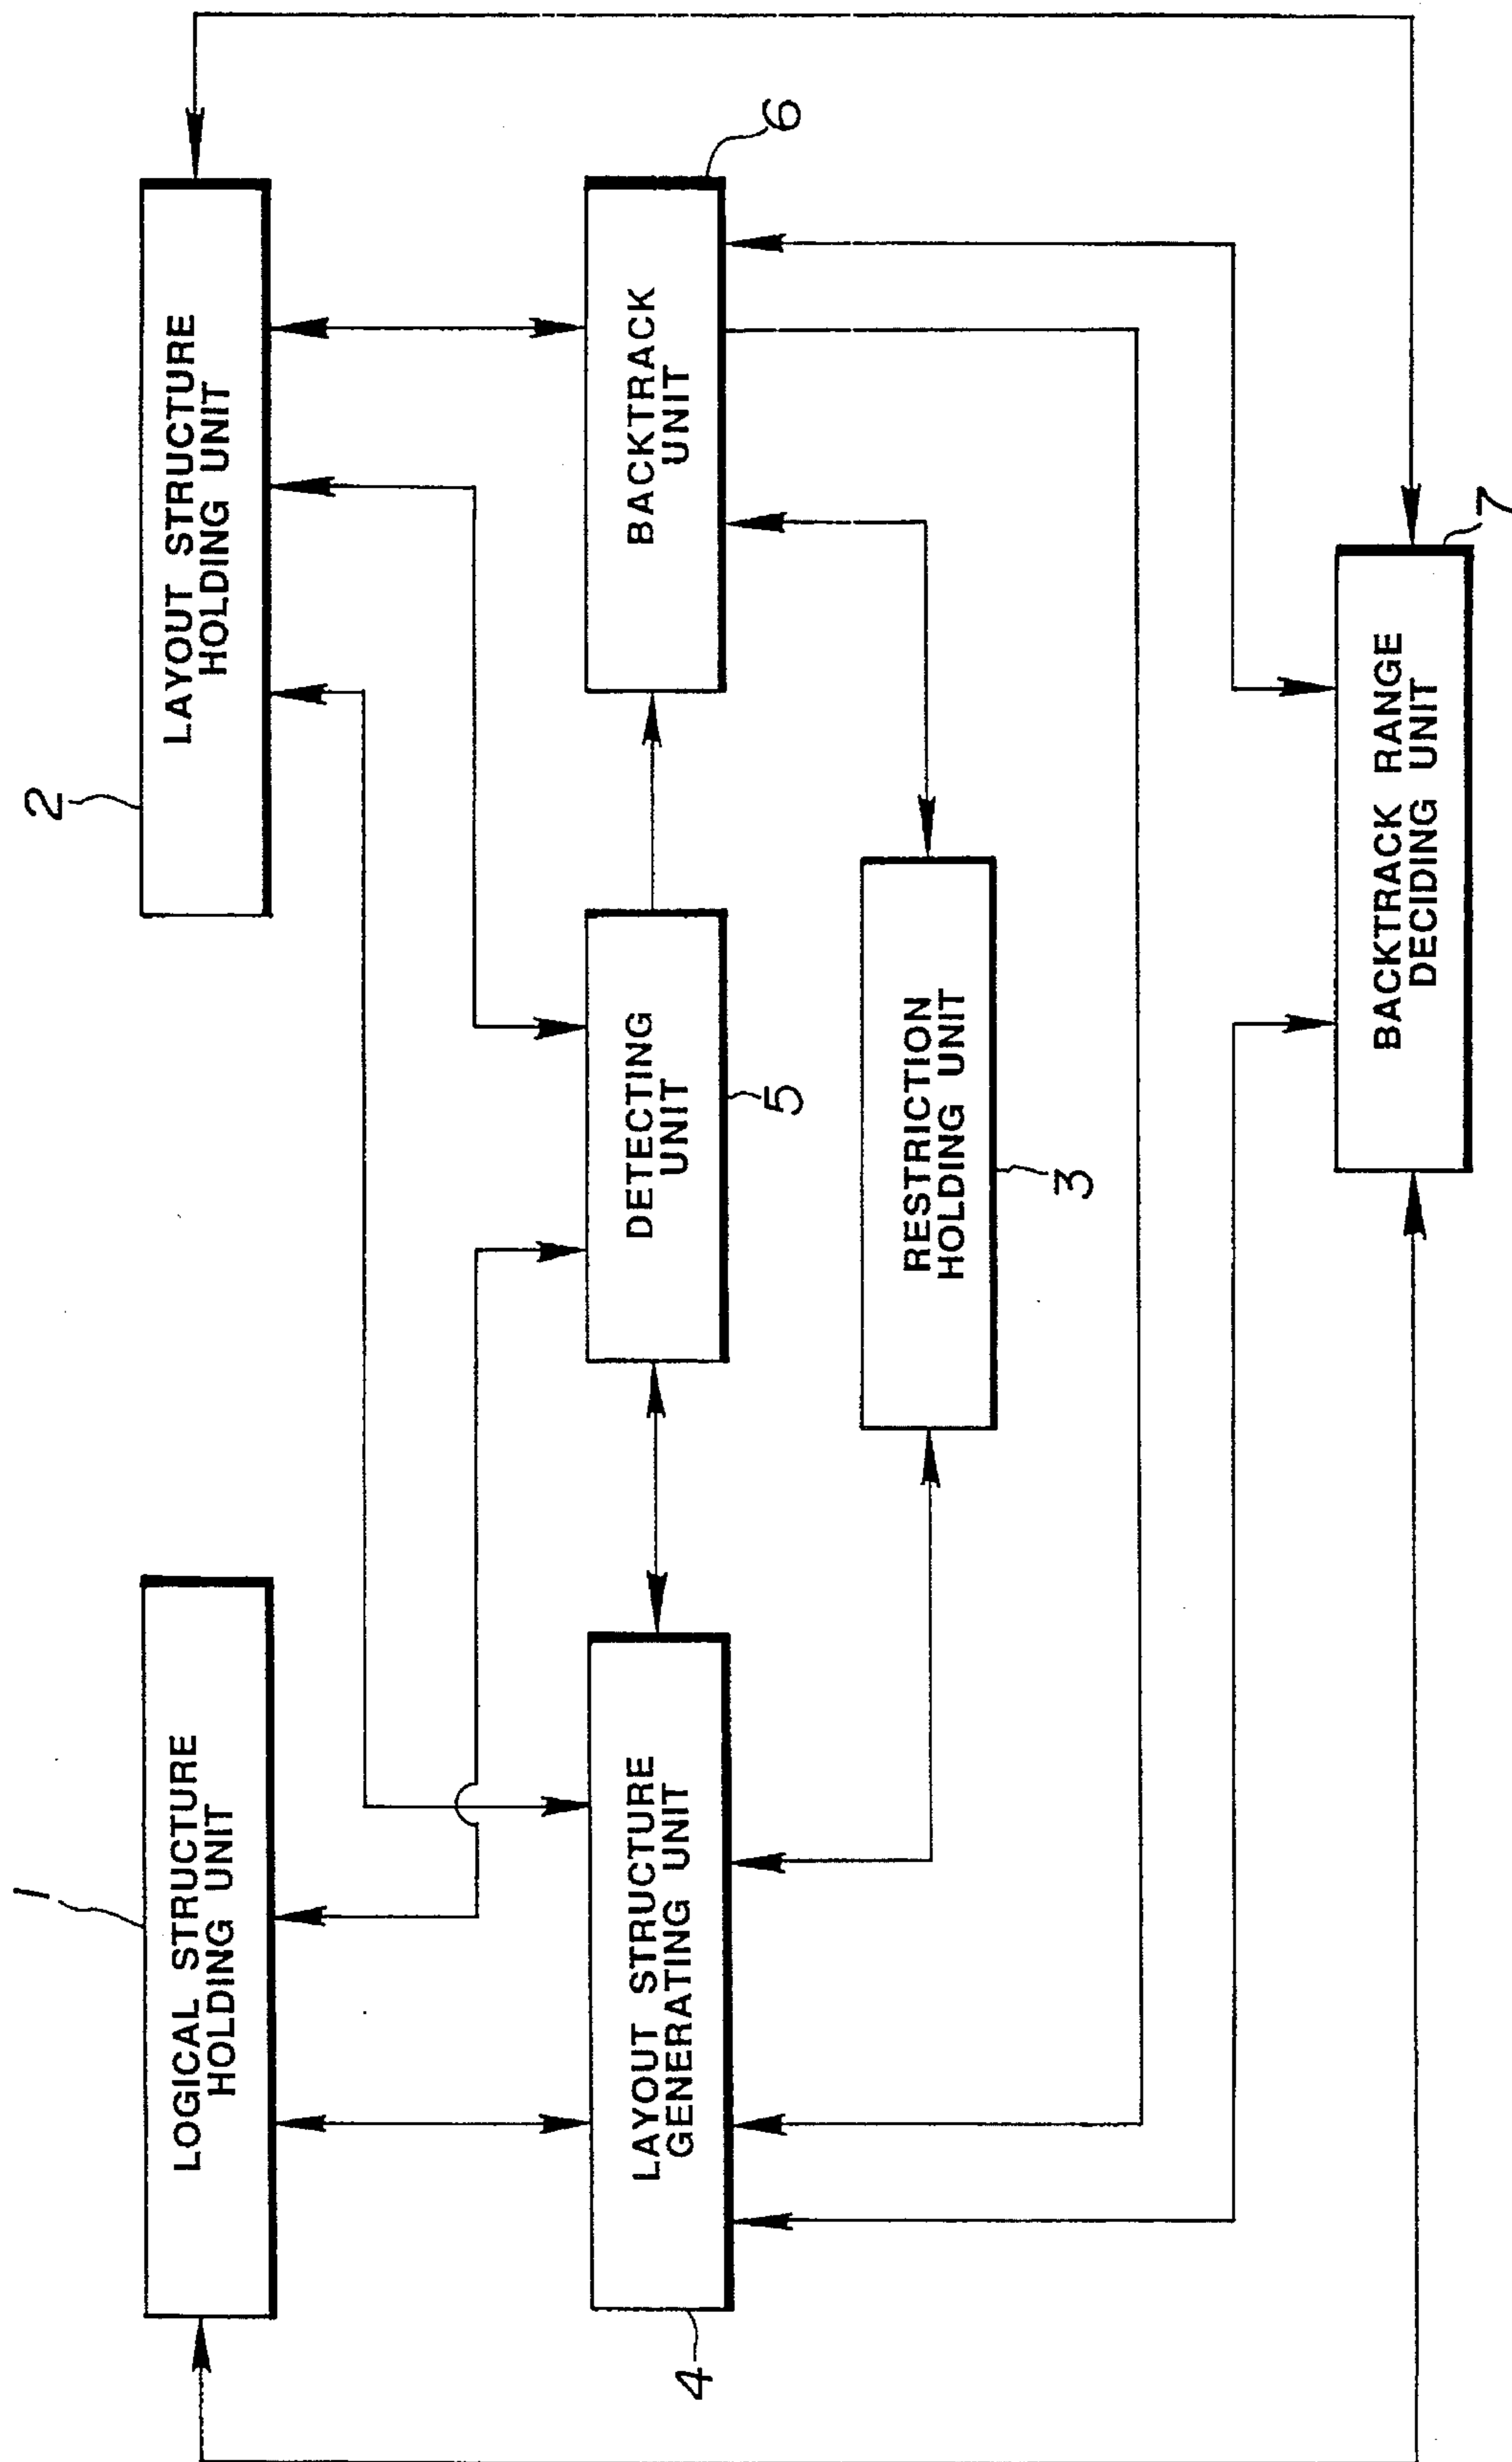 1
LOGICAL STRUCTURE
HOLDING UNIT
2
LAYOUT STRUCTURE
HOLDING UNIT
4
LAYOUT STRUCTURE
GENERATING UNIT
DETECTING
UNIT
5
BACKTRACK
UNIT
6
RESTRICTION
HOLDING UNIT
3
BACKTRACK RANGE
DECIDING UNIT
7